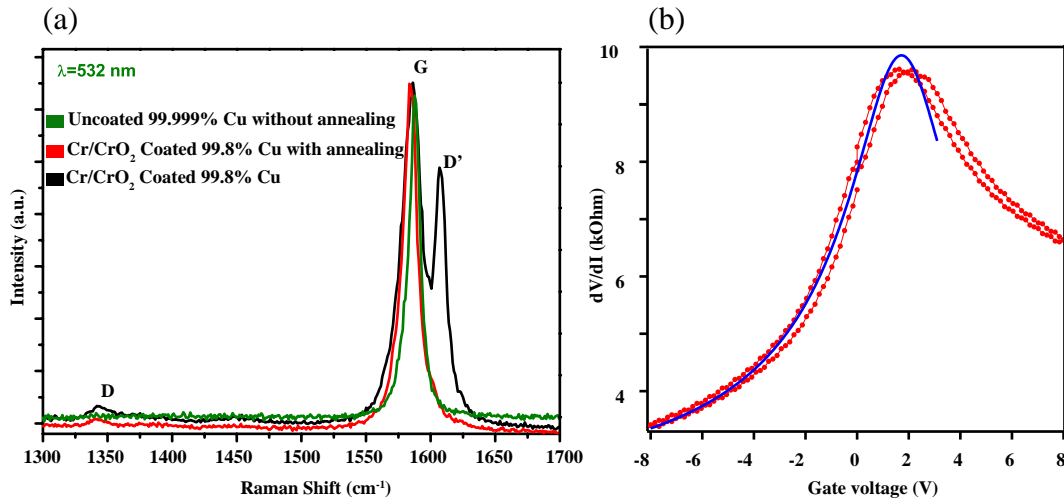 (a)
λ=532 nm
G
Uncoated 99.999% Cu without annealing
Cr/CrO₂ Coated 99.8% Cu with annealing
D’
Cr/CrO₂ Coated 99.8% Cu
D
Intensity (a.u.)
1300 1350 1400 1450 1500 1550 1600 1650 1700
Raman Shift (cm⁻¹)
(b)
10
8
6
4
dV/dI (kOhm)
-8 -6 -4 -2 0 2 4 6 8
Gate voltage (V)